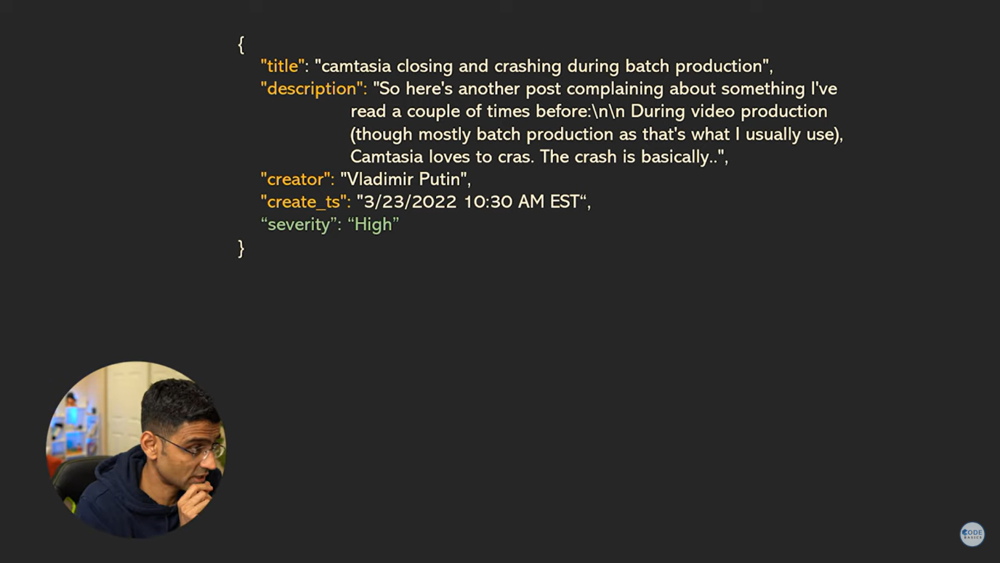 {
"title": "camtasia closing and crashing during batch production",
"description": "So here's another post complaining about something I've
read a couple of times before:\n\n During video production
(though mostly batch production as that's what I usually use),
Camtasia loves to cras. The crash is basically..",
"creator": "Vladimir Putin",
"create_ts": "3/23/2022 10:30 AM EST“,
“severity”: “High”
}
CODE
BASICS